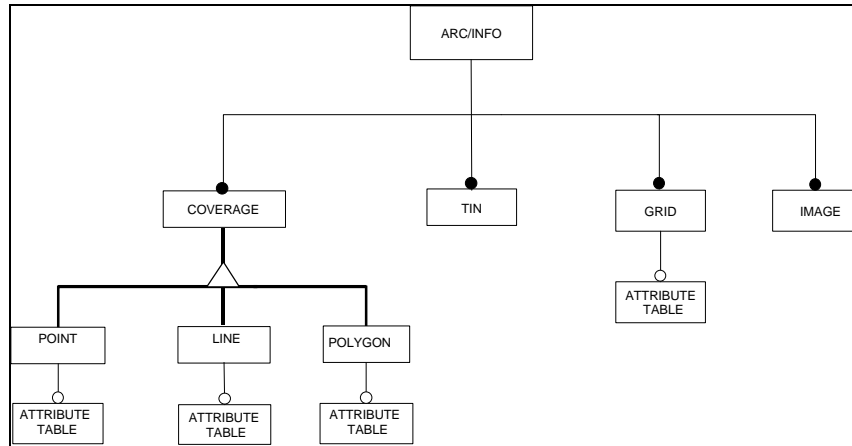 ARC/INFO
COVERAGE
TIN
GRID
IMAGE
ATTRIBUTE
TABLE
POINT
LINE
POLYGON
ATTRIBUTE
TABLE
ATTRIBUTE
TABLE
ATTRIBUTE
TABLE